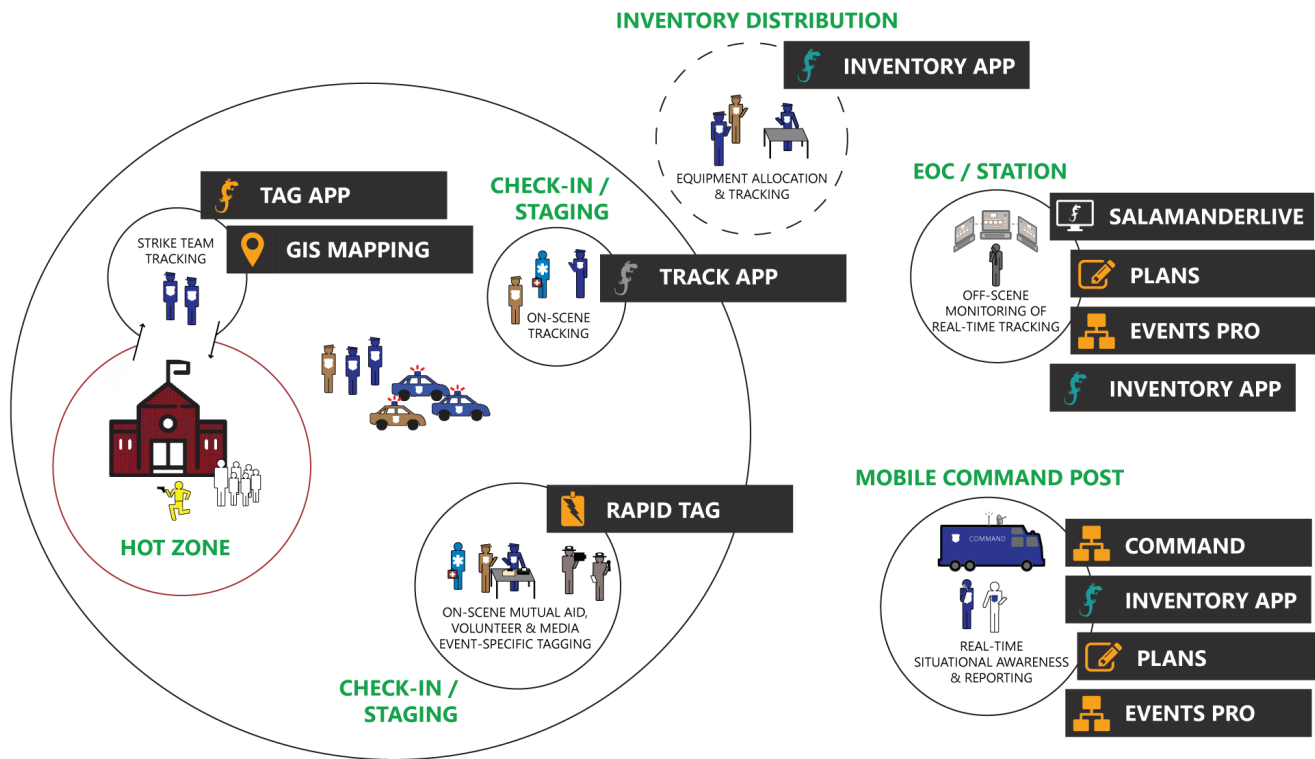 INVENTORY DISTRIBUTION
INVENTORY APP
EQUIPMENT ALLOCATION
& TRACKING
TAG APP
GIS MAPPING
STRIKE TEAM
TRACKING
CHECK-IN /
STAGING
TRACK APP
ON-SCENE
TRACKING
EOC / STATION
SALAMANDERLIVE
PLANS
EVENTS PRO
INVENTORY APP
OFF-SCENE
MONITORING OF
REAL-TIME TRACKING
HOT ZONE
RAPID TAG
ON-SCENE MUTUAL AID,
VOLUNTEER & MEDIA
EVENT-SPECIFIC TAGGING
CHECK-IN /
STAGING
MOBILE COMMAND POST
COMMAND
COMMAND
INVENTORY APP
PLANS
EVENTS PRO
REAL-TIME
SITUATIONAL AWARENESS
& REPORTING